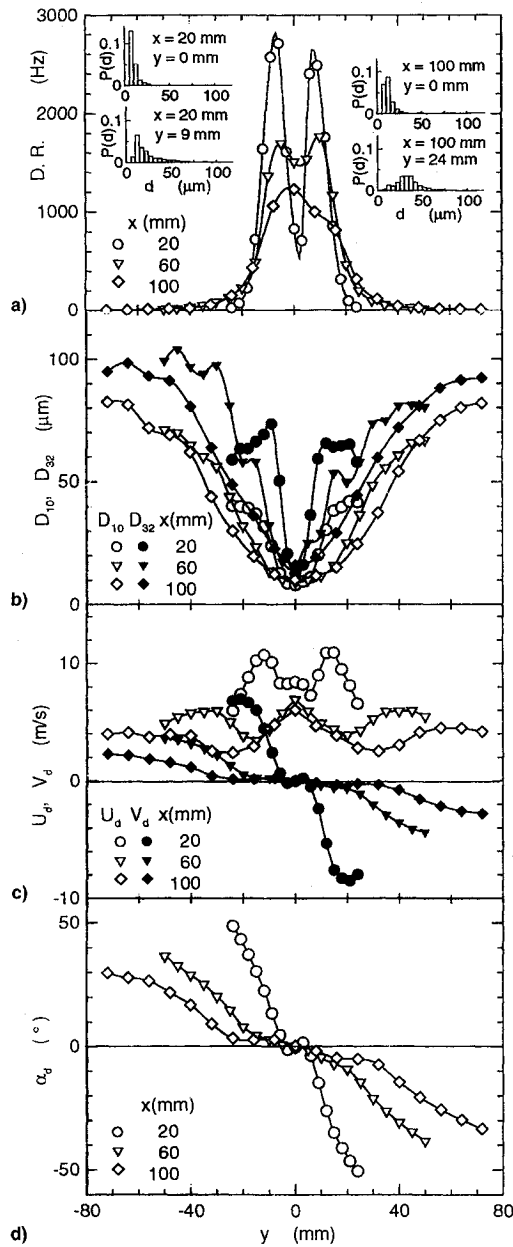 3000
D. R. (Hz)
2000
1000
0
P(d)
0.1
0
x = 20 mm
y = 0 mm
P(d)
0.1
0
x = 20 mm
y = 9 mm
0 50 100
d (μm)
P(d)
0.1
0
x = 100 mm
y = 0 mm
P(d)
0.1
0
x = 100 mm
y = 24 mm
0 50 100
d (μm)
x (mm)
20
60
100
a)
100
D10, D32 (μm)
50
0
D10 D32 x(mm)
20
60
100
b)
10
Ud, Vd (m/s)
0
-10
Ud Vd x(mm)
20
60
100
c)
50
αd (°)
0
-50
x(mm)
20
60
100
d)
-80 -40 0 40 80
y (mm)